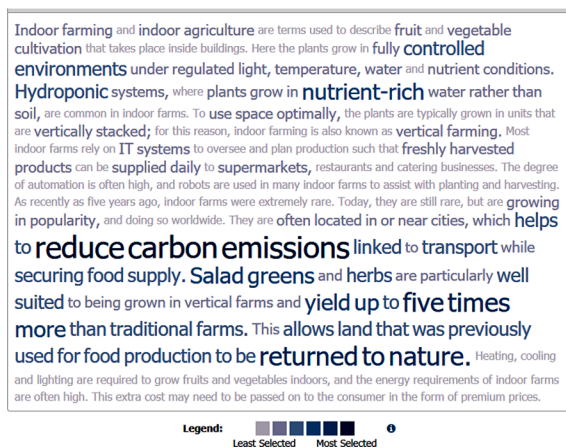 Indoor farming and indoor agriculture are terms used to describe fruit and vegetable
cultivation that takes place inside buildings. Here the plants grow in fully controlled
environments under regulated light, temperature, water and nutrient conditions.
Hydroponic systems, where plants grow in nutrient-rich water rather than
soil, are common in indoor farms. To use space optimally, the plants are typically grown in units that
are vertically stacked; for this reason, indoor farming is also known as vertical farming. Most
indoor farms rely on IT systems to oversee and plan production such that freshly harvested
products can be supplied daily to supermarkets, restaurants and catering businesses. The degree
of automation is often high, and robots are used in many indoor farms to assist with planting and harvesting.
As recently as five years ago, indoor farms were extremely rare. Today, they are still rare, but are growing
in popularity, and doing so worldwide. They are often located in or near cities, which helps
to reduce carbon emissions linked to transport while
securing food supply. Salad greens and herbs are particularly well
suited to being grown in vertical farms and yield up to five times
more than traditional farms. This allows land that was previously
used for food production to be returned to nature. Heating, cooling
and lighting are required to grow fruits and vegetables indoors, and the energy requirements of indoor farms
are often high. This extra cost may need to be passed on to the consumer in the form of premium prices.
Legend:
Least Selected Most Selected